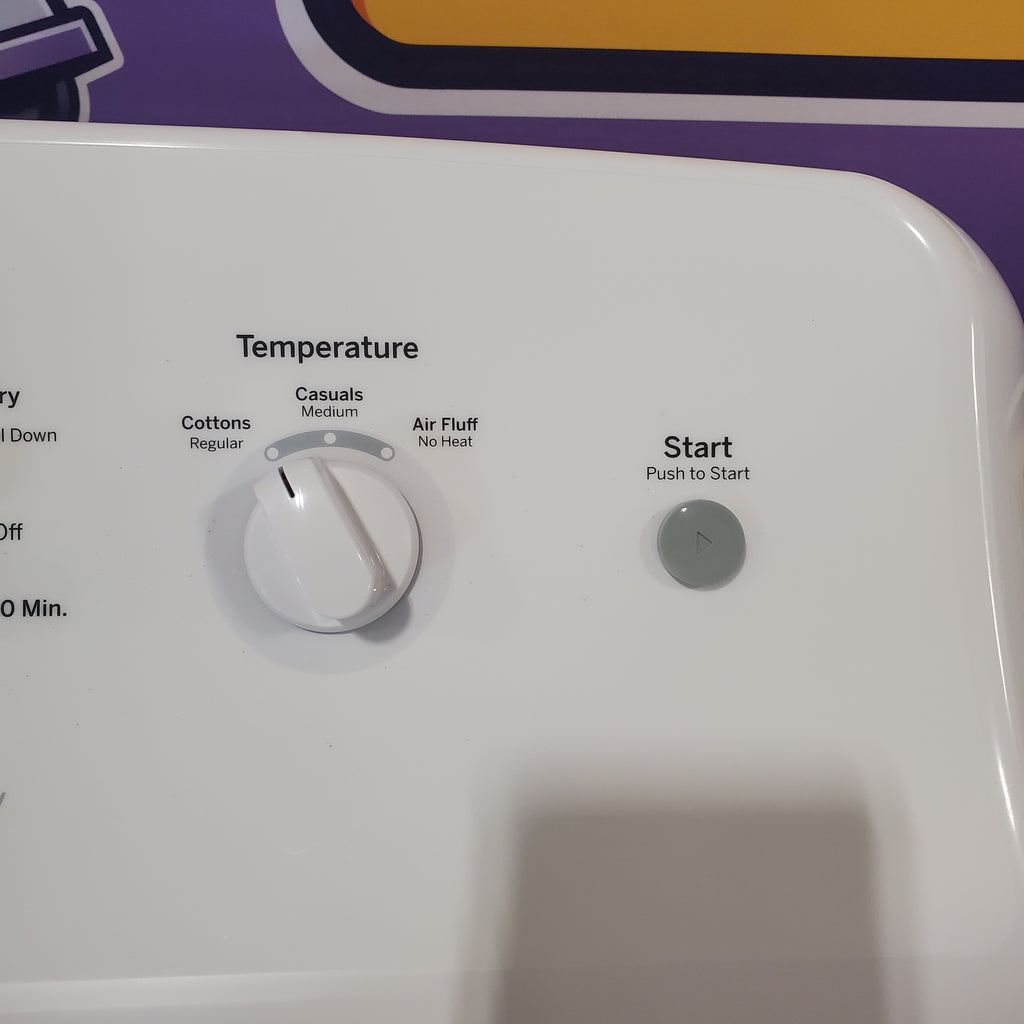 Temperature
Casuals
Medium
Cottons
Regular
Air Fluff
No Heat
Start
Push to Start
ry
l Down
Off
0 Min.